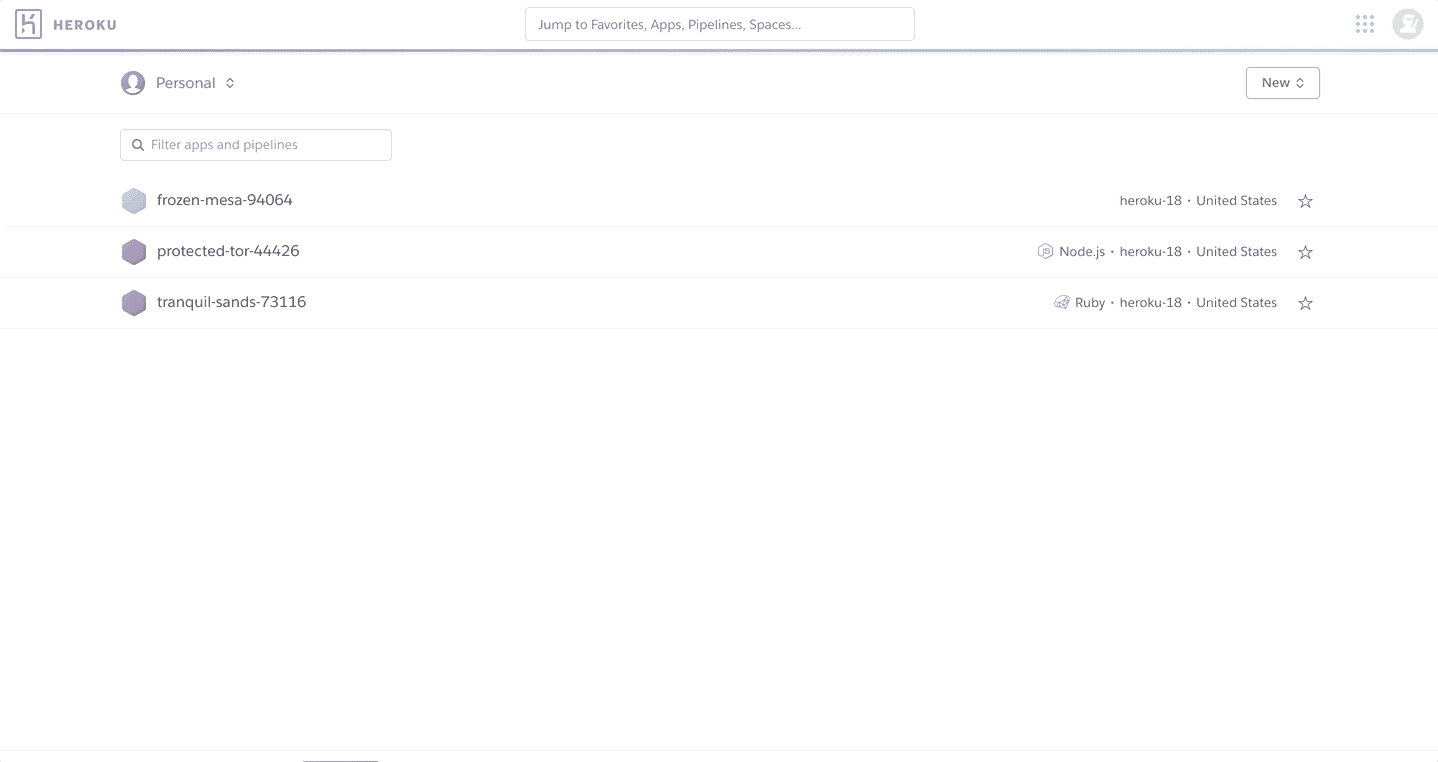 HEROKU
Jump to Favorites, Apps, Pipelines, Spaces...
Personal
New
Filter apps and pipelines
frozen-mesa-94064 heroku-18 · United States
protected-tor-44426 Node.js · heroku-18 · United States
tranquil-sands-73116 Ruby · heroku-18 · United States